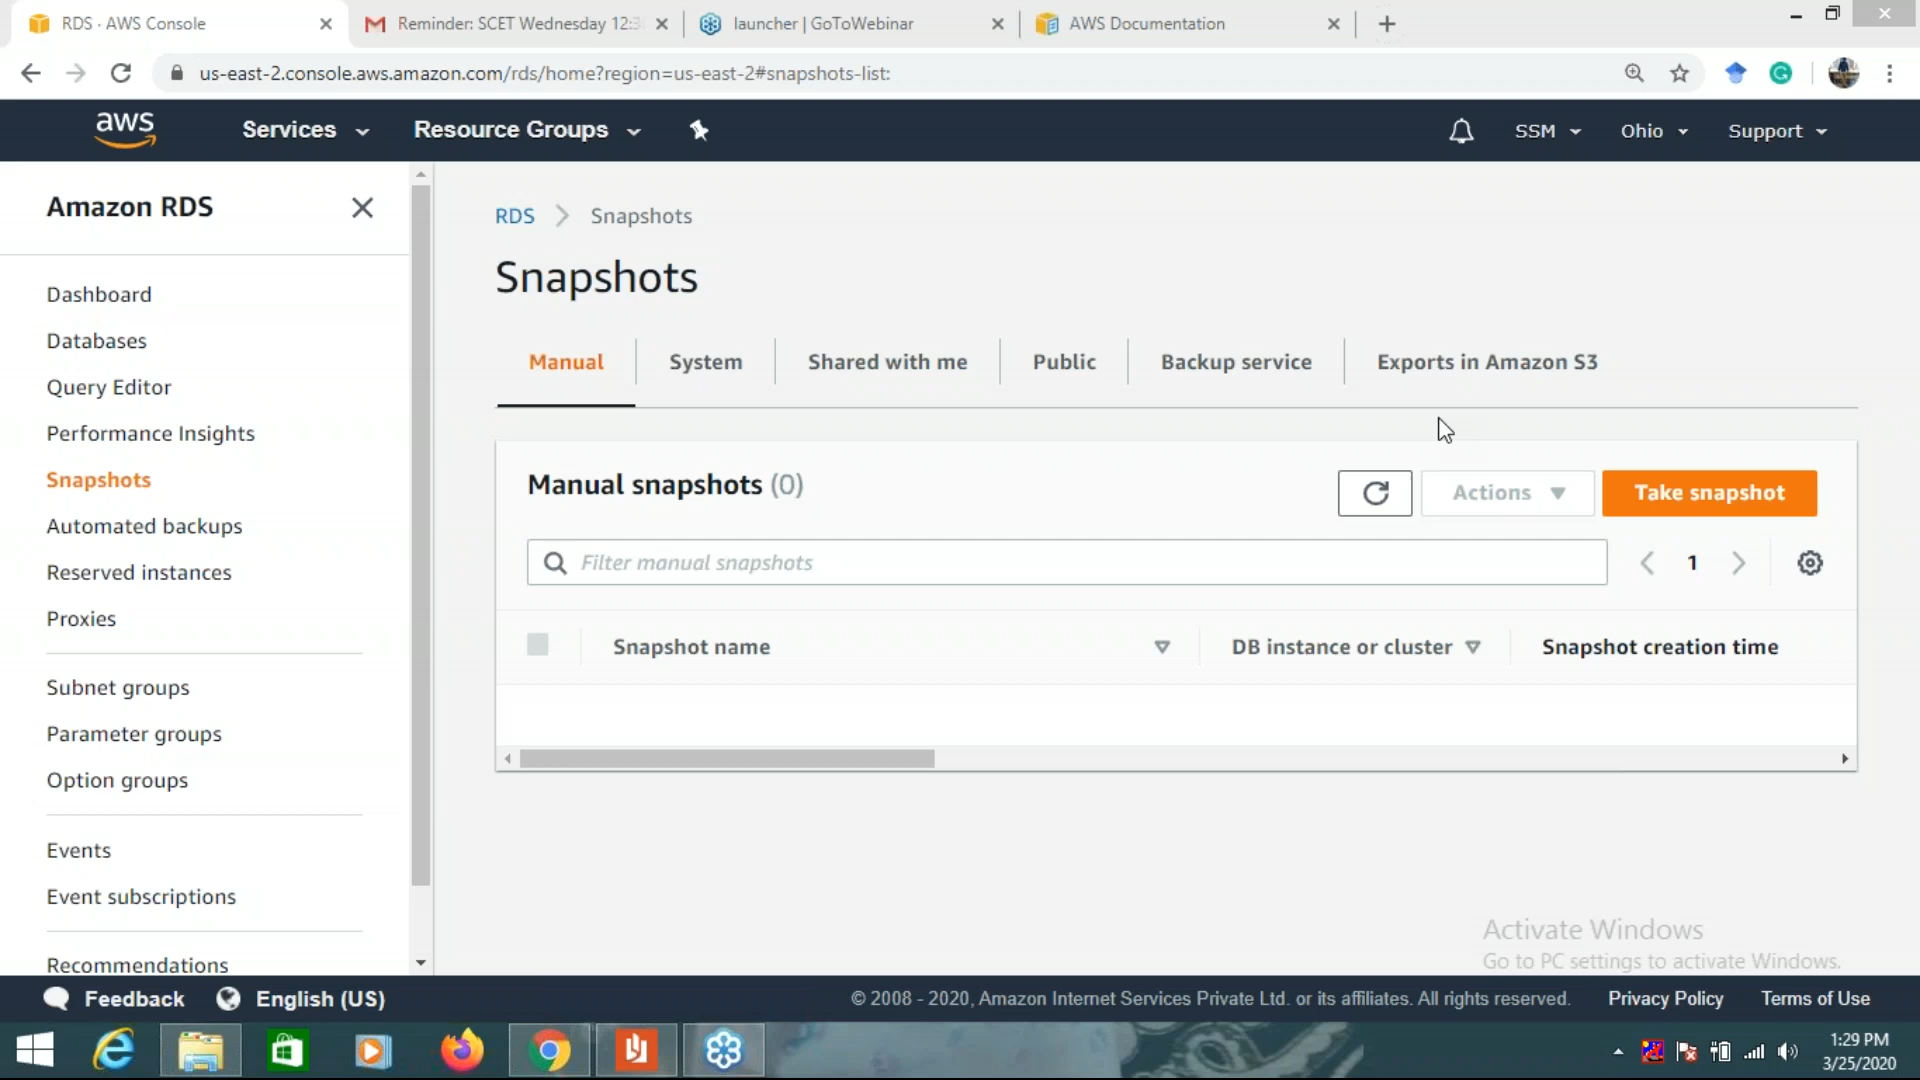 RDS · AWS Console
Reminder: SCET Wednesday 12:3
launcher | GoToWebinar
AWS Documentation
us-east-2.console.aws.amazon.com/rds/home?region=us-east-2#snapshots-list:
aws
Services
Resource Groups
SSM
Ohio
Support
Amazon RDS
Dashboard
Databases
Query Editor
Performance Insights
Snapshots
Automated backups
Reserved instances
Proxies
Subnet groups
Parameter groups
Option groups
Events
Event subscriptions
Recommendations
RDS
Snapshots
Snapshots
Manual
System
Shared with me
Public
Backup service
Exports in Amazon S3
Manual snapshots (0)
Actions
Take snapshot
Filter manual snapshots
1
Snapshot name
DB instance or cluster
Snapshot creation time
Activate Windows
Go to PC settings to activate Windows.
Feedback
English (US)
© 2008 - 2020, Amazon Internet Services Private Ltd. or its affiliates. All rights reserved.
Privacy Policy
Terms of Use
1:29 PM
3/25/2020